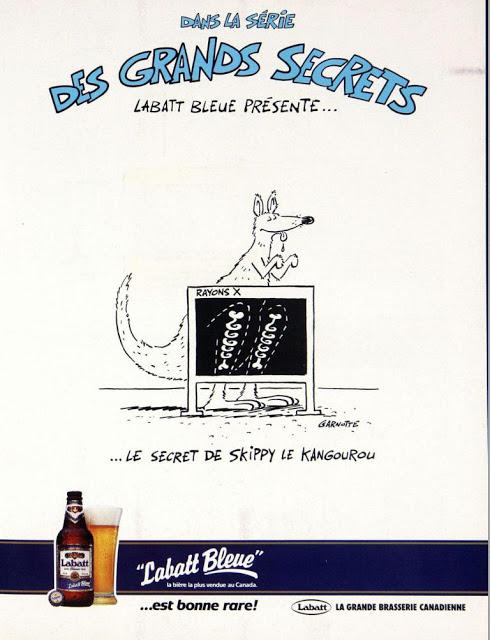 DANS LA SÉRIE
DES GRANDS SECRETS
LABATT BLEUE PRÉSENTE...
RAYONS X
GARNOTTE
...LE SECRET DE SKIPPY LE KANGOUROU
Labatt
"Labatt Bleue"
la bière la plus vendue au Canada.
...est bonne rare!
Labatt LA GRANDE BRASSERIE CANADIENNE